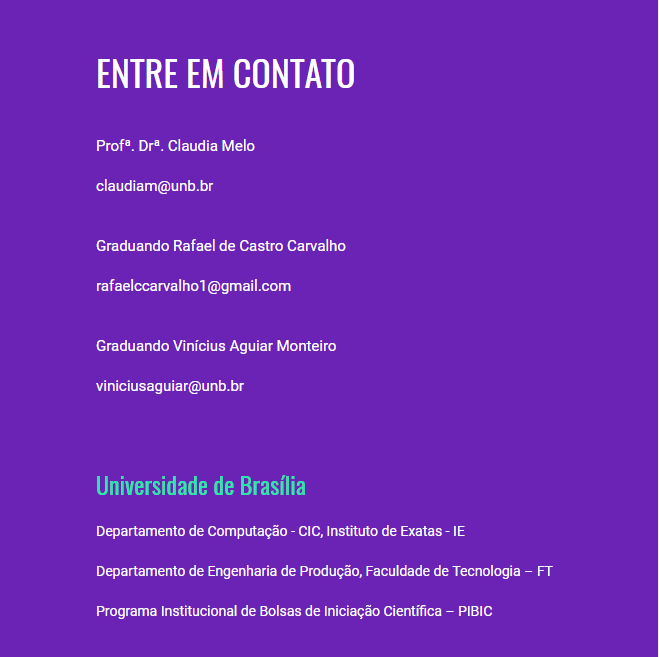 ENTRE EM CONTATO
Profª. Drª. Claudia Melo
claudiam@unb.br
Graduando Rafael de Castro Carvalho
rafaelccarvalho1@gmail.com
Graduando Vinícius Aguiar Monteiro
viniciusaguiar@unb.br
Universidade de Brasília
Departamento de Computação - CIC, Instituto de Exatas - IE
Departamento de Engenharia de Produção, Faculdade de Tecnologia – FT
Programa Institucional de Bolsas de Iniciação Científica – PIBIC